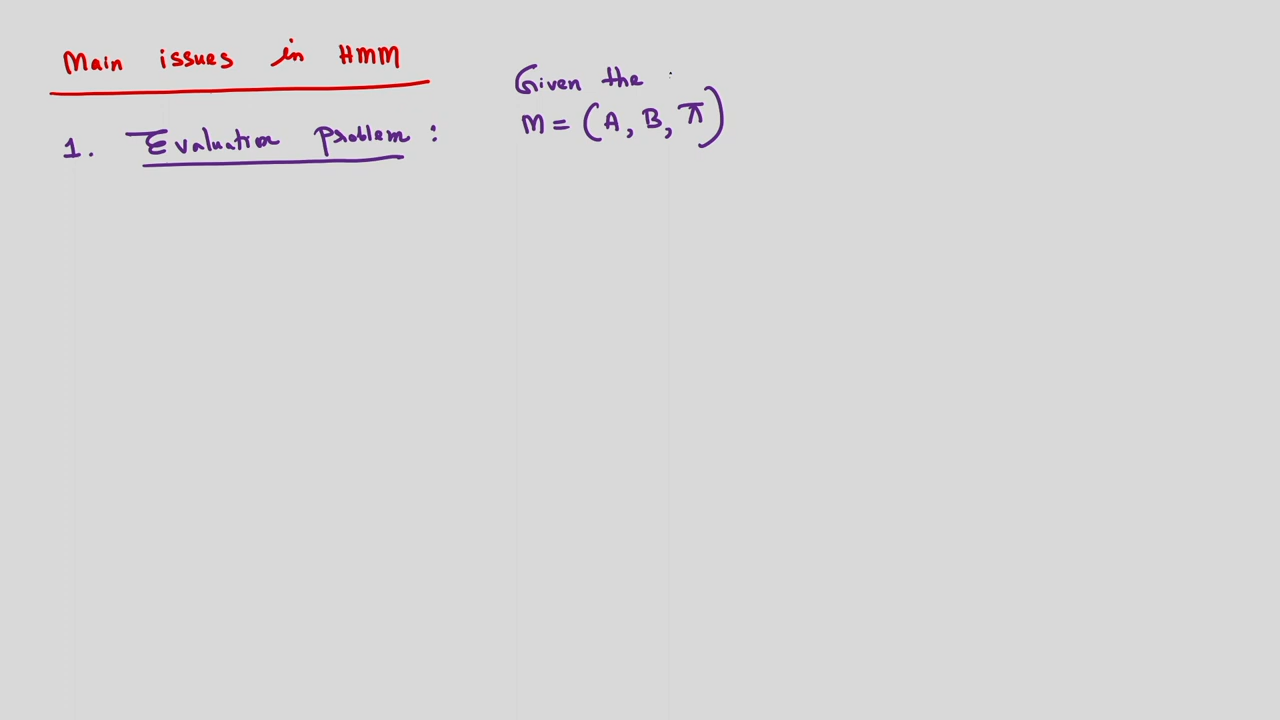 Main issues in HMM
1. Evaluation problem :
Given the
M = (A, B, π)